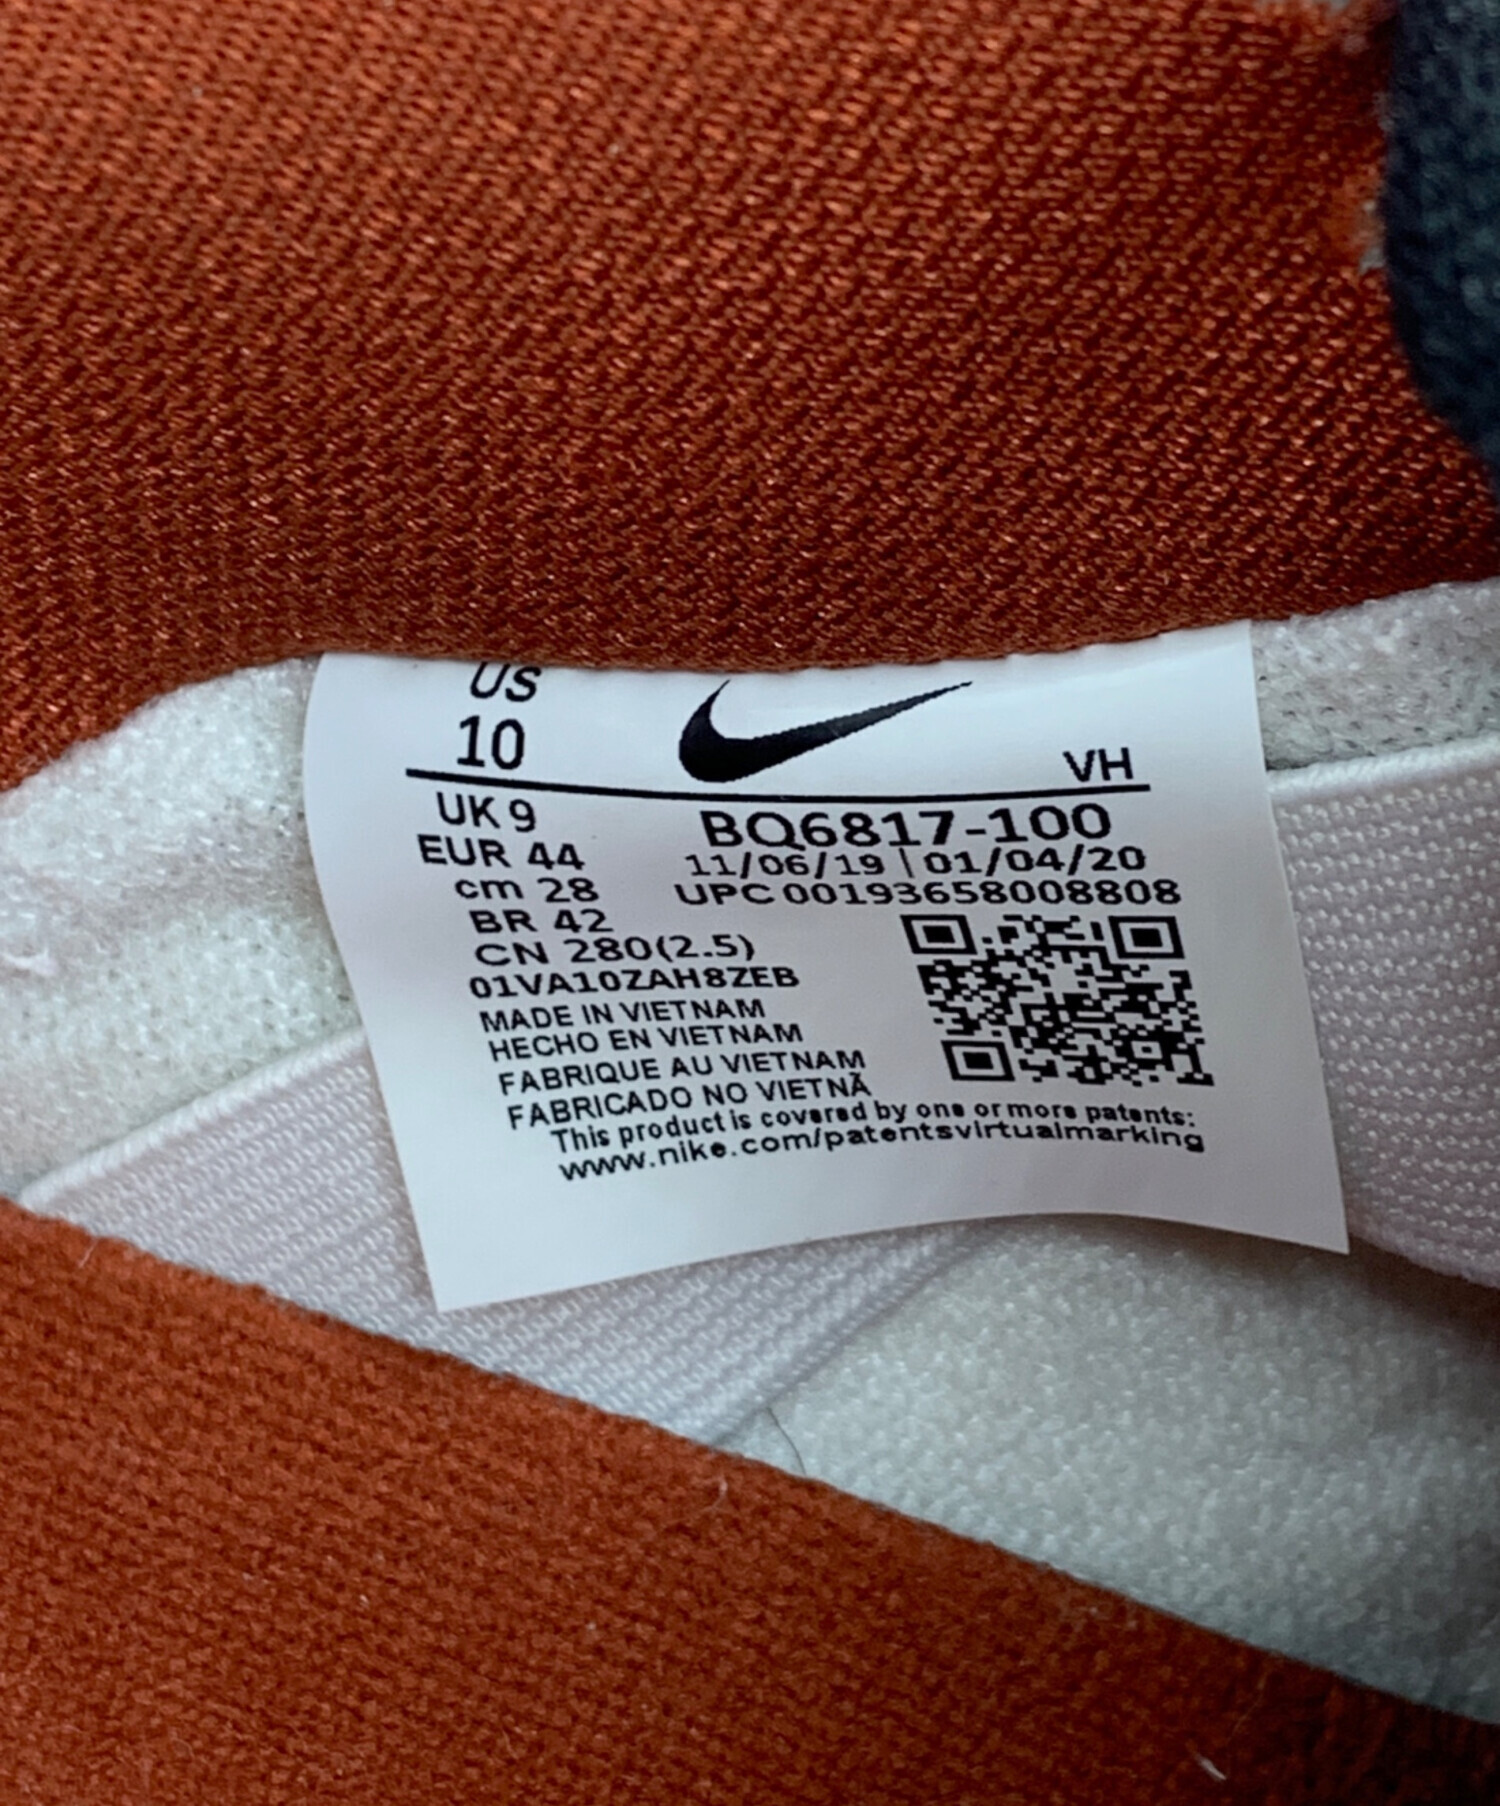 US
10
VH
UK 9
BQ6817-100
EUR 44
11/06/19 | 01/04/20
cm 28
UPC 00193658008808
BR 42
CN 280(2.5)
01VA10ZAH8ZEB
MADE IN VIETNAM
HECHO EN VIETNAM
FABRIQUE AU VIETNAM
FABRICADO NO VIETNÃ
This product is covered by one or more patents:
www.nike.com/patentsvirtualmarking